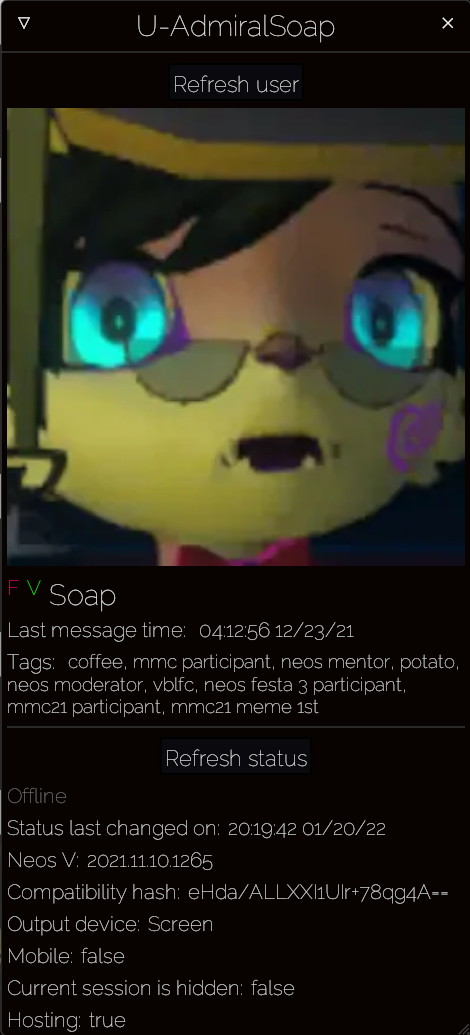 U-AdmiralSoap
Refresh user
F V Soap
Last message time: 04:12:56 12/23/21
Tags: coffee, mmc participant, neos mentor, potato,
neos moderator, vblfc, neos festa 3 participant,
mmc21 participant, mmc21 meme 1st
Refresh status
Offline
Status last changed on: 20:19:42 01/20/22
Neos V: 2021.11.10.1265
Compatibility hash: eHda/ALLXXI1UIr+78qg4A==
Output device: Screen
Mobile: false
Current session is hidden: false
Hosting: true